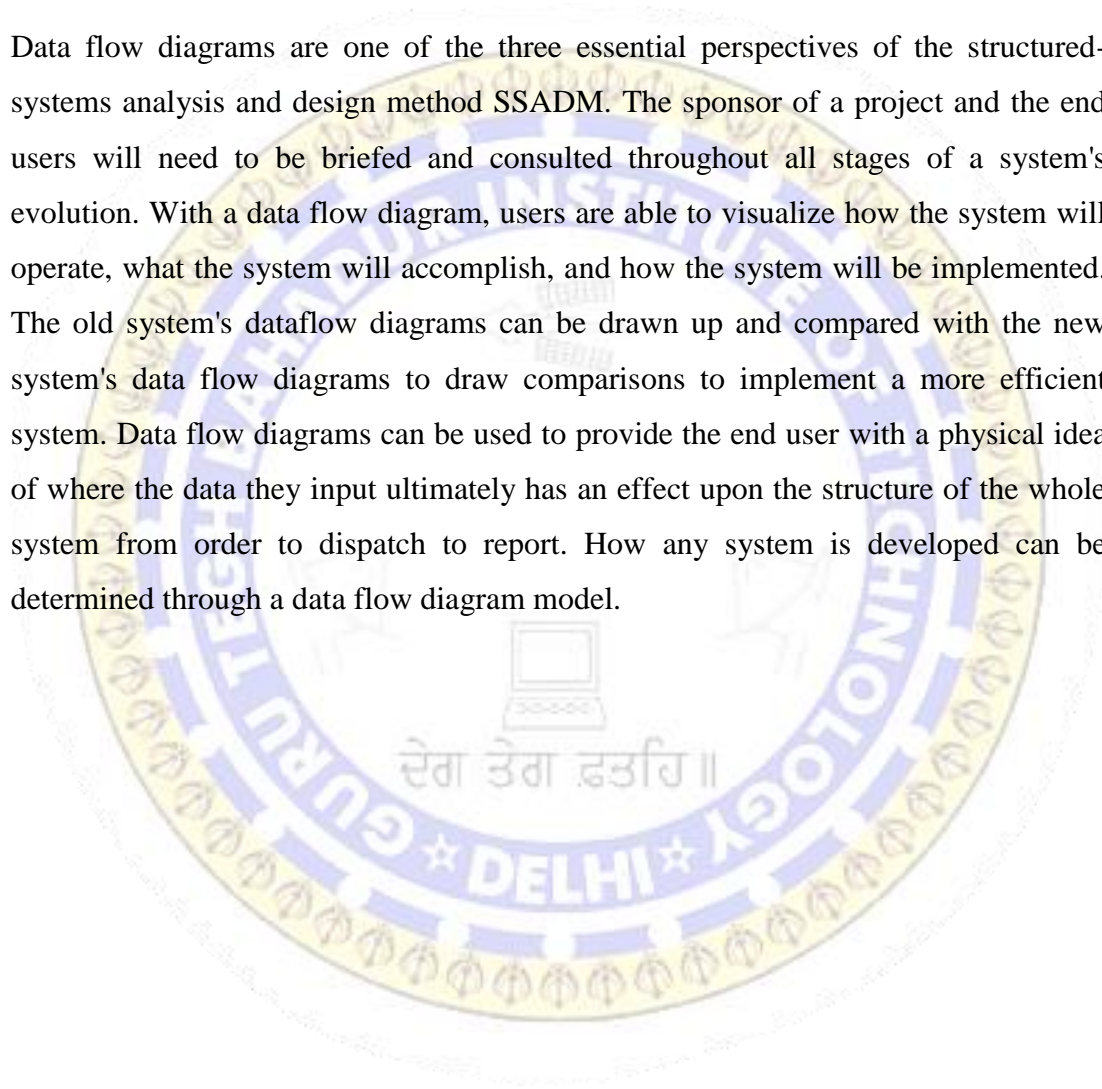 Data flow diagrams are one of the three essential perspectives of the structured-
systems analysis and design method SSADM. The sponsor of a project and the end
users will need to be briefed and consulted throughout all stages of a system's
evolution. With a data flow diagram, users are able to visualize how the system will
operate, what the system will accomplish, and how the system will be implemented.
The old system's dataflow diagrams can be drawn up and compared with the new
system's data flow diagrams to draw comparisons to implement a more efficient
system. Data flow diagrams can be used to provide the end user with a physical idea
of where the data they input ultimately has an effect upon the structure of the whole
system from order to dispatch to report. How any system is developed can be
determined through a data flow diagram model.
GURU TEGH BAHADUR INSTITUTE OF TECHNOLOGY
ਦੇਗ ਤੇਗ ਫ਼ਤਹਿ ॥
☆ DELHI ☆